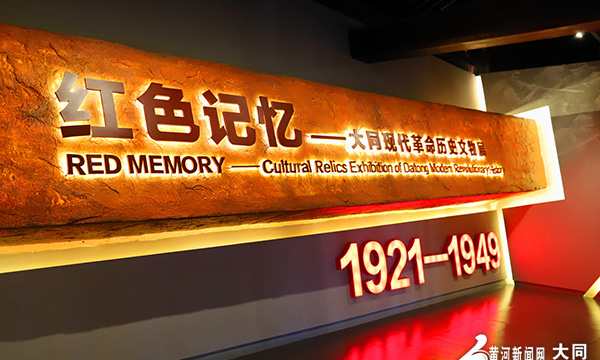 红色记忆——大同现代革命历史文物展
RED MEMORY —— Cultural Relics Exhibition of Datong Modern Revolutionary History
1921—1949
黄河新闻网 大同